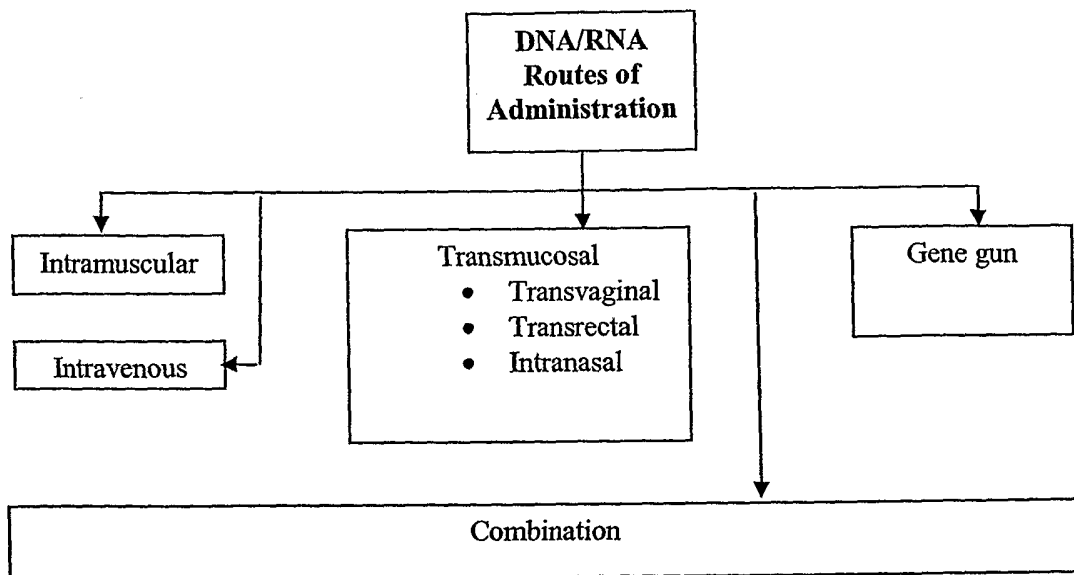 DNA/RNA
Routes of
Administration
Intramuscular
Intravenous
Transmucosal
• Transvaginal
• Transrectal
• Intranasal
Gene gun
Combination